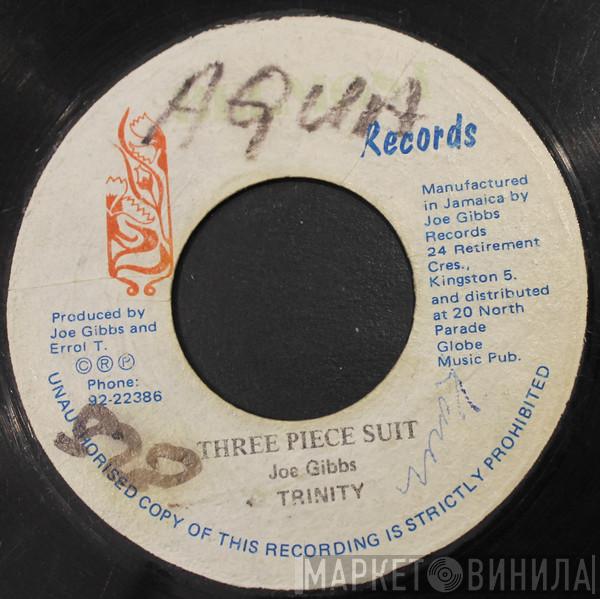 AQUA
Records
Manufactured
in Jamaica by
Joe Gibbs
Records
24 Retirement
Cres.,
Kingston 5.
and distributed
at 20 North
Parade
Globe
Music Pub.
Produced by
Joe Gibbs and
Errol T.
©®℗
Phone:
92-22386
THREE PIECE SUIT
Joe Gibbs
TRINITY
UNAUTHORISED COPY OF THIS RECORDING IS STRICTLY PROHIBITED
МАРКЕТ ВИНИЛА